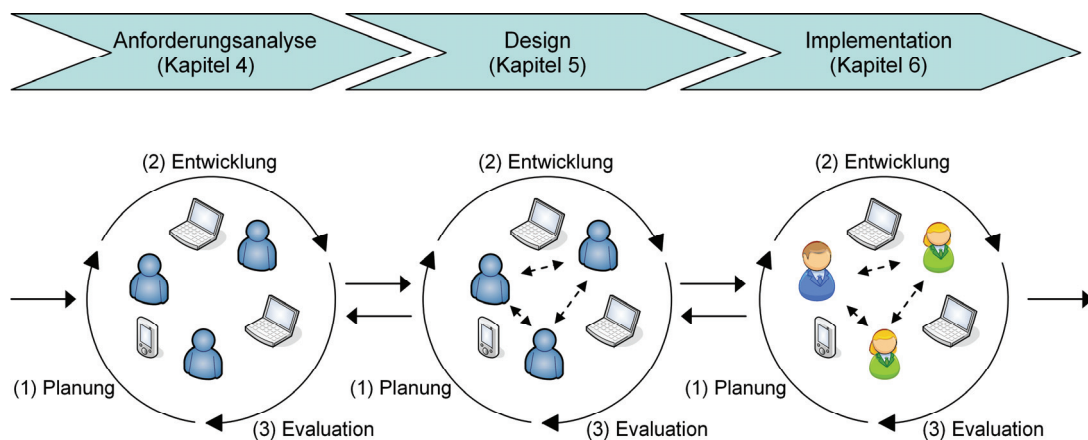 Anforderungsanalyse
(Kapitel 4)
Design
(Kapitel 5)
Implementation
(Kapitel 6)
(2) Entwicklung
(1) Planung
(3) Evaluation
(2) Entwicklung
(1) Planung
(3) Evaluation
(2) Entwicklung
(1) Planung
(3) Evaluation